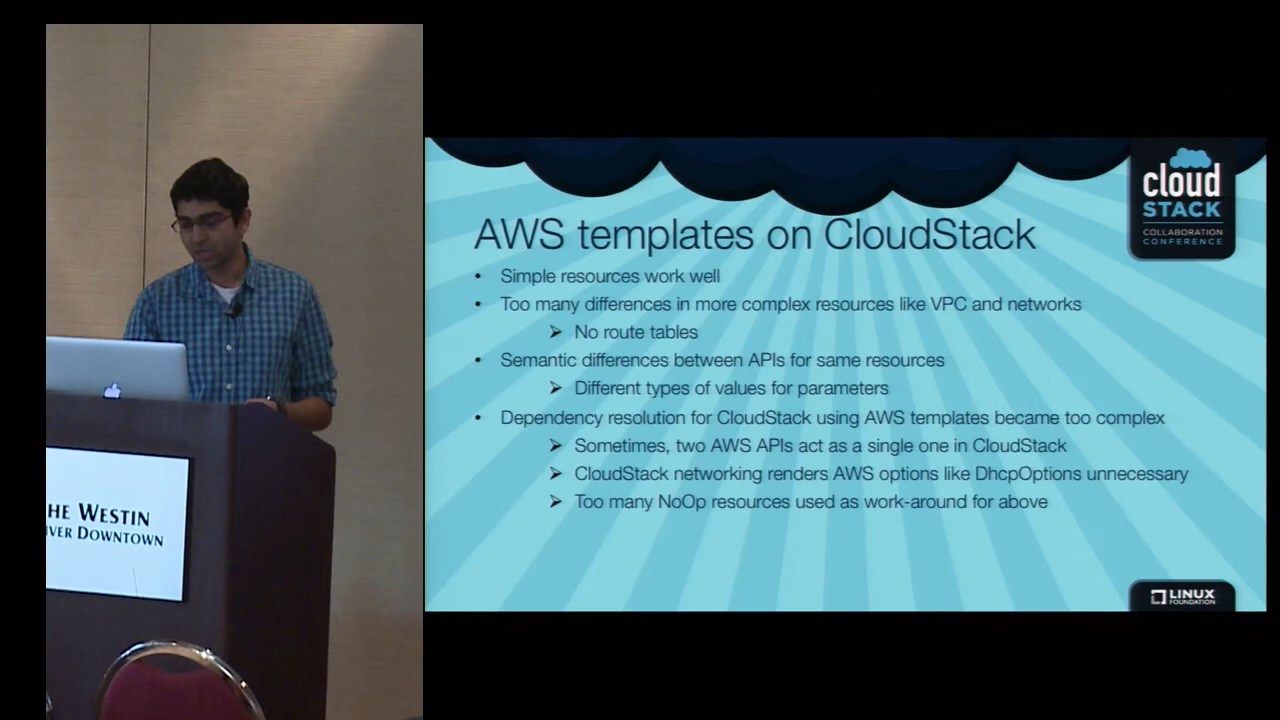 HE WESTIN
VER DOWNTOWN
AWS templates on CloudStack
• Simple resources work well
• Too many differences in more complex resources like VPC and networks
➢ No route tables
• Semantic differences between APIs for same resources
➢ Different types of values for parameters
• Dependency resolution for CloudStack using AWS templates became too complex
➢ Sometimes, two AWS APIs act as a single one in CloudStack
➢ CloudStack networking renders AWS options like DhcpOptions unnecessary
➢ Too many NoOp resources used as work-around for above
cloud
STACK
COLLABORATION
CONFERENCE
LINUX
FOUNDATION